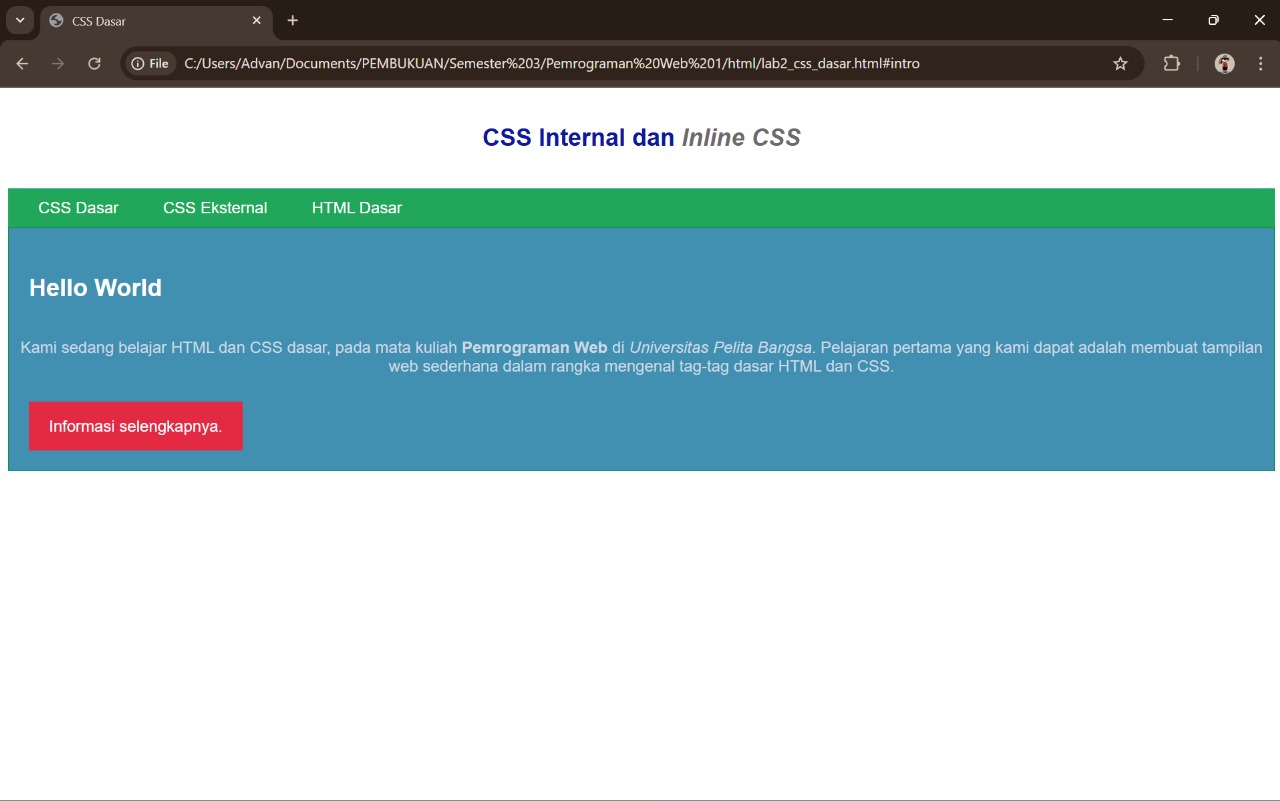 CSS Dasar
File C:/Users/Advan/Documents/PEMBUKUAN/Semester%203/Pemrograman%20Web%201/html/lab2_css_dasar.html#intro
CSS Internal dan Inline CSS
CSS Dasar CSS Eksternal HTML Dasar
Hello World
Kami sedang belajar HTML dan CSS dasar, pada mata kuliah Pemrograman Web di Universitas Pelita Bangsa. Pelajaran pertama yang kami dapat adalah membuat tampilan
web sederhana dalam rangka mengenal tag-tag dasar HTML dan CSS.
Informasi selengkapnya.